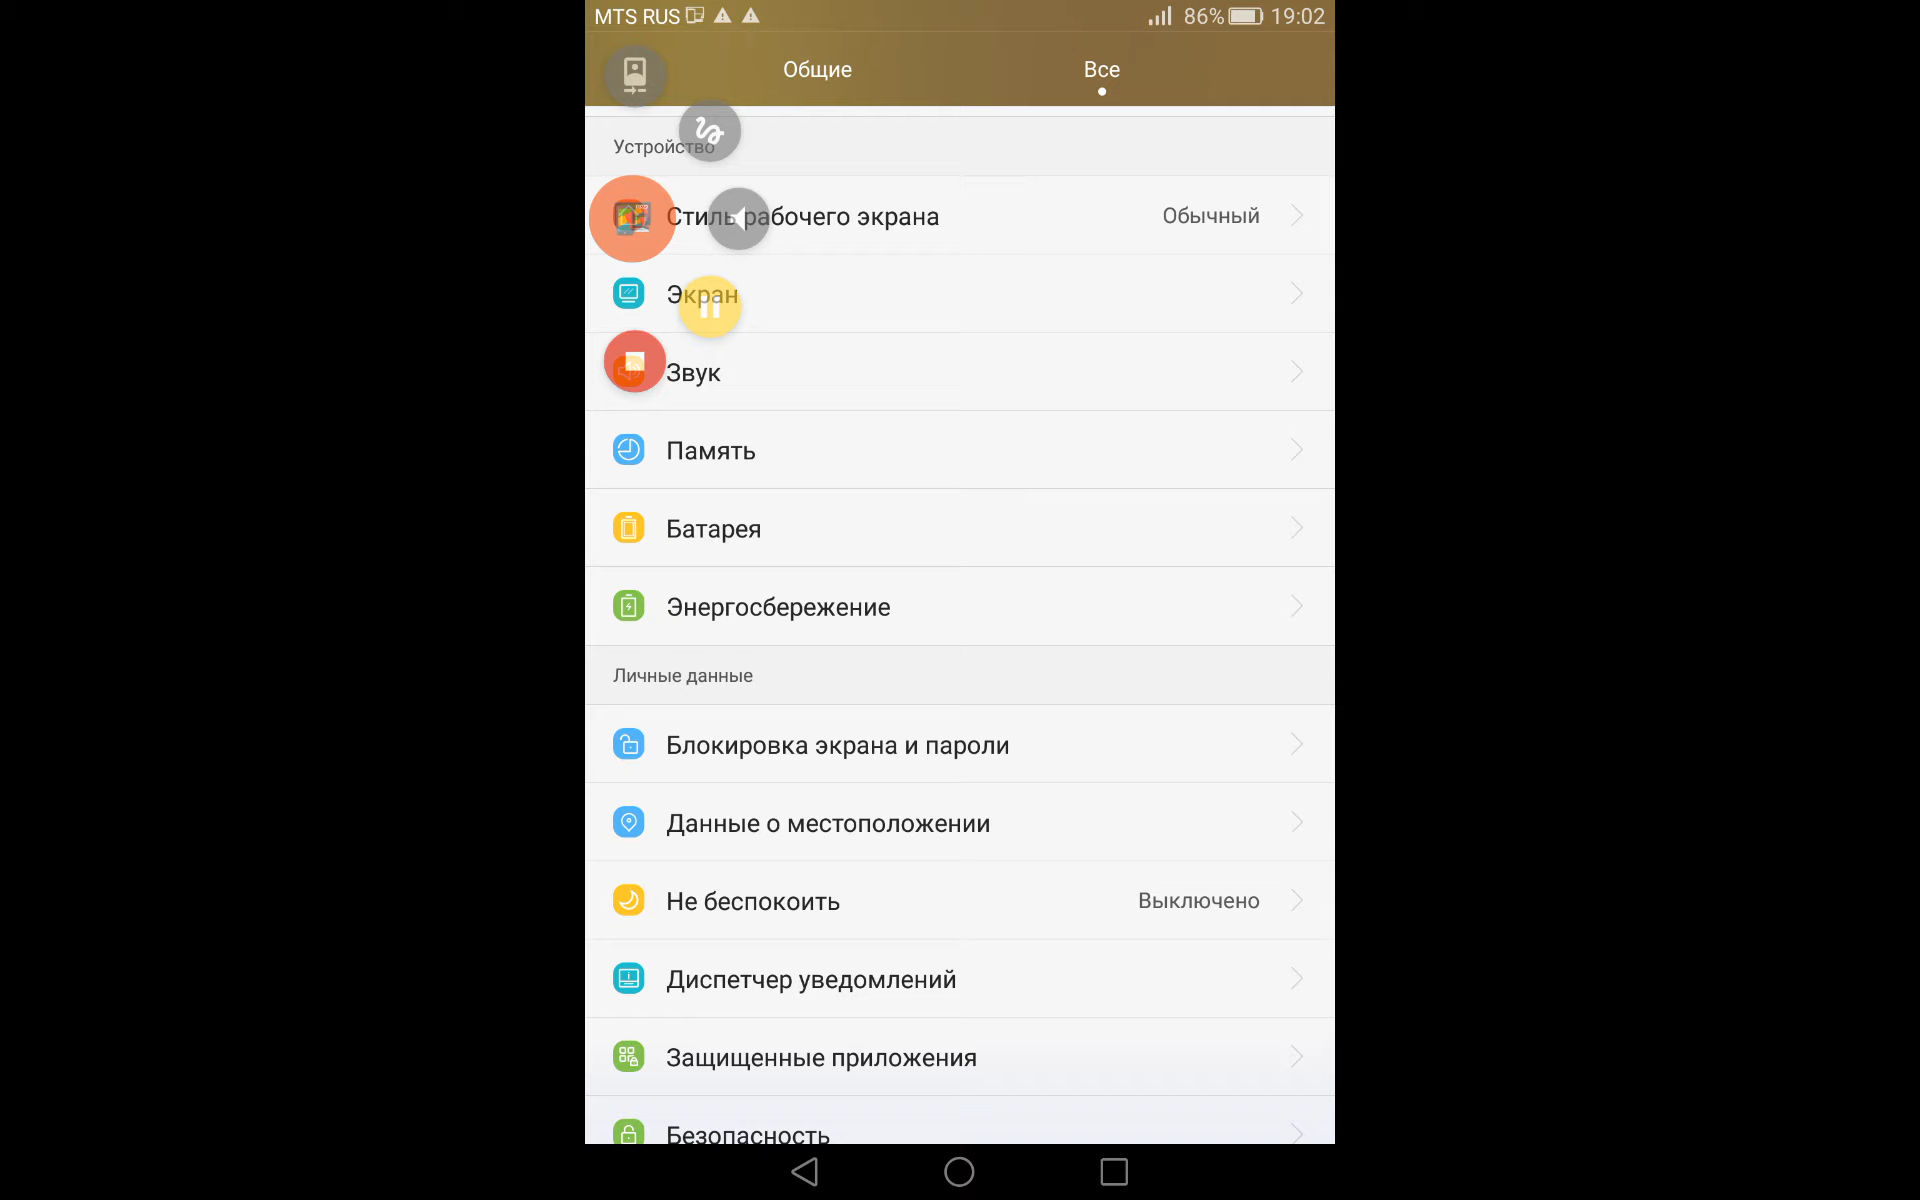 MTS RUS 86% 19:02
Общие Все
Устройство
Стиль рабочего экрана Обычный
Экран
Звук
Память
Батарея
Энергосбережение
Личные данные
Блокировка экрана и пароли
Данные о местоположении
Не беспокоить Выключено
Диспетчер уведомлений
Защищенные приложения
Безопасность